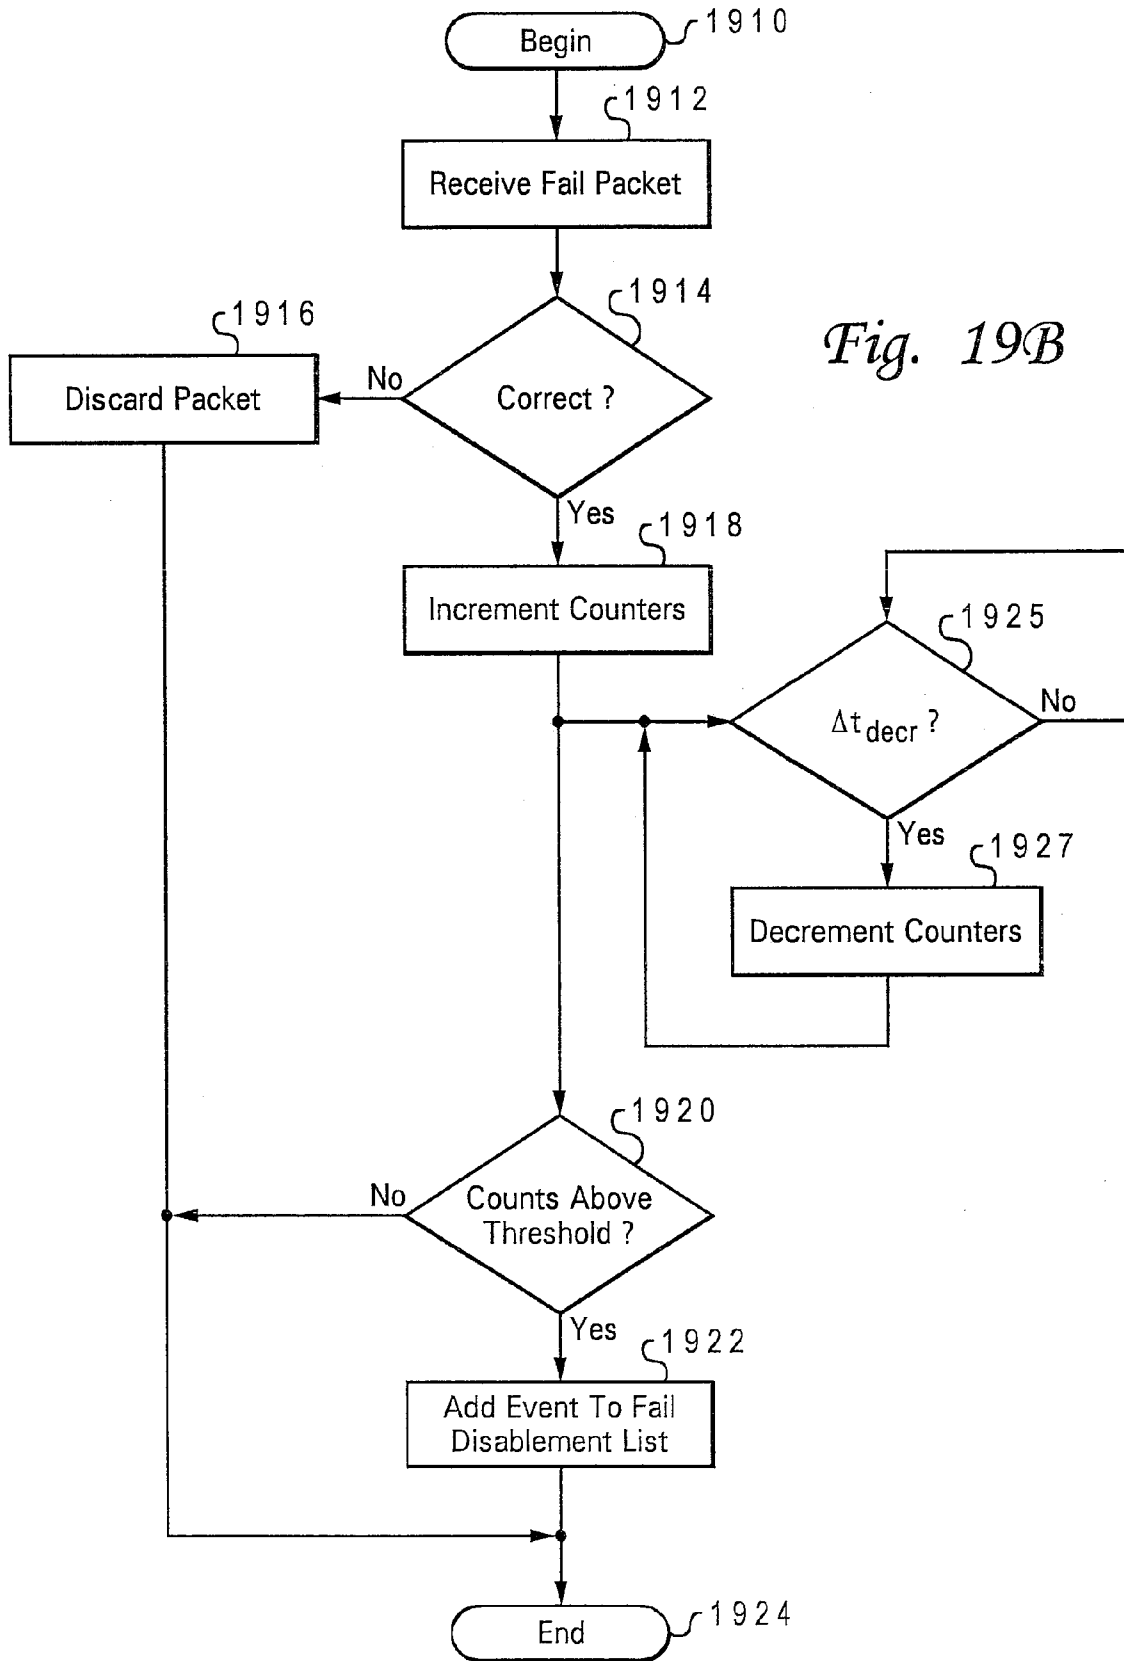 Begin
1910
1912
Receive Fail Packet
1914
1916
Fig. 19B
Discard Packet
No
Correct ?
Yes
1918
Increment Counters
1925
Δtdecr ?
No
Yes
1927
Decrement Counters
1920
No
Counts Above
Threshold ?
Yes
1922
Add Event To Fail
Disablement List
End
1924